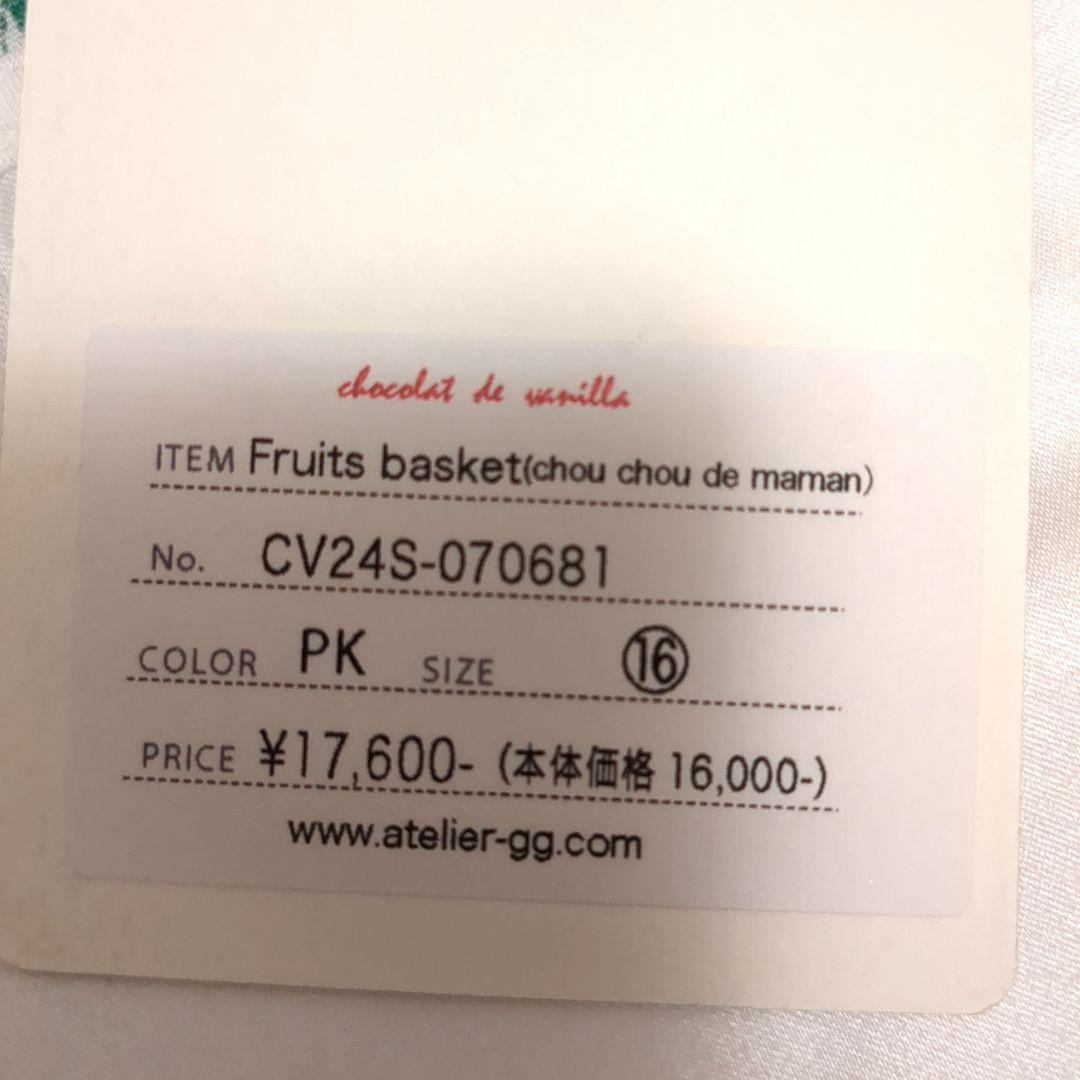 chocolat de vanilla
ITEM Fruits basket(chou chou de maman)
No. CV24S-070681
COLOR PK SIZE ⑯
PRICE ¥17,600- (本体価格 16,000-)
www.atelier-gg.com